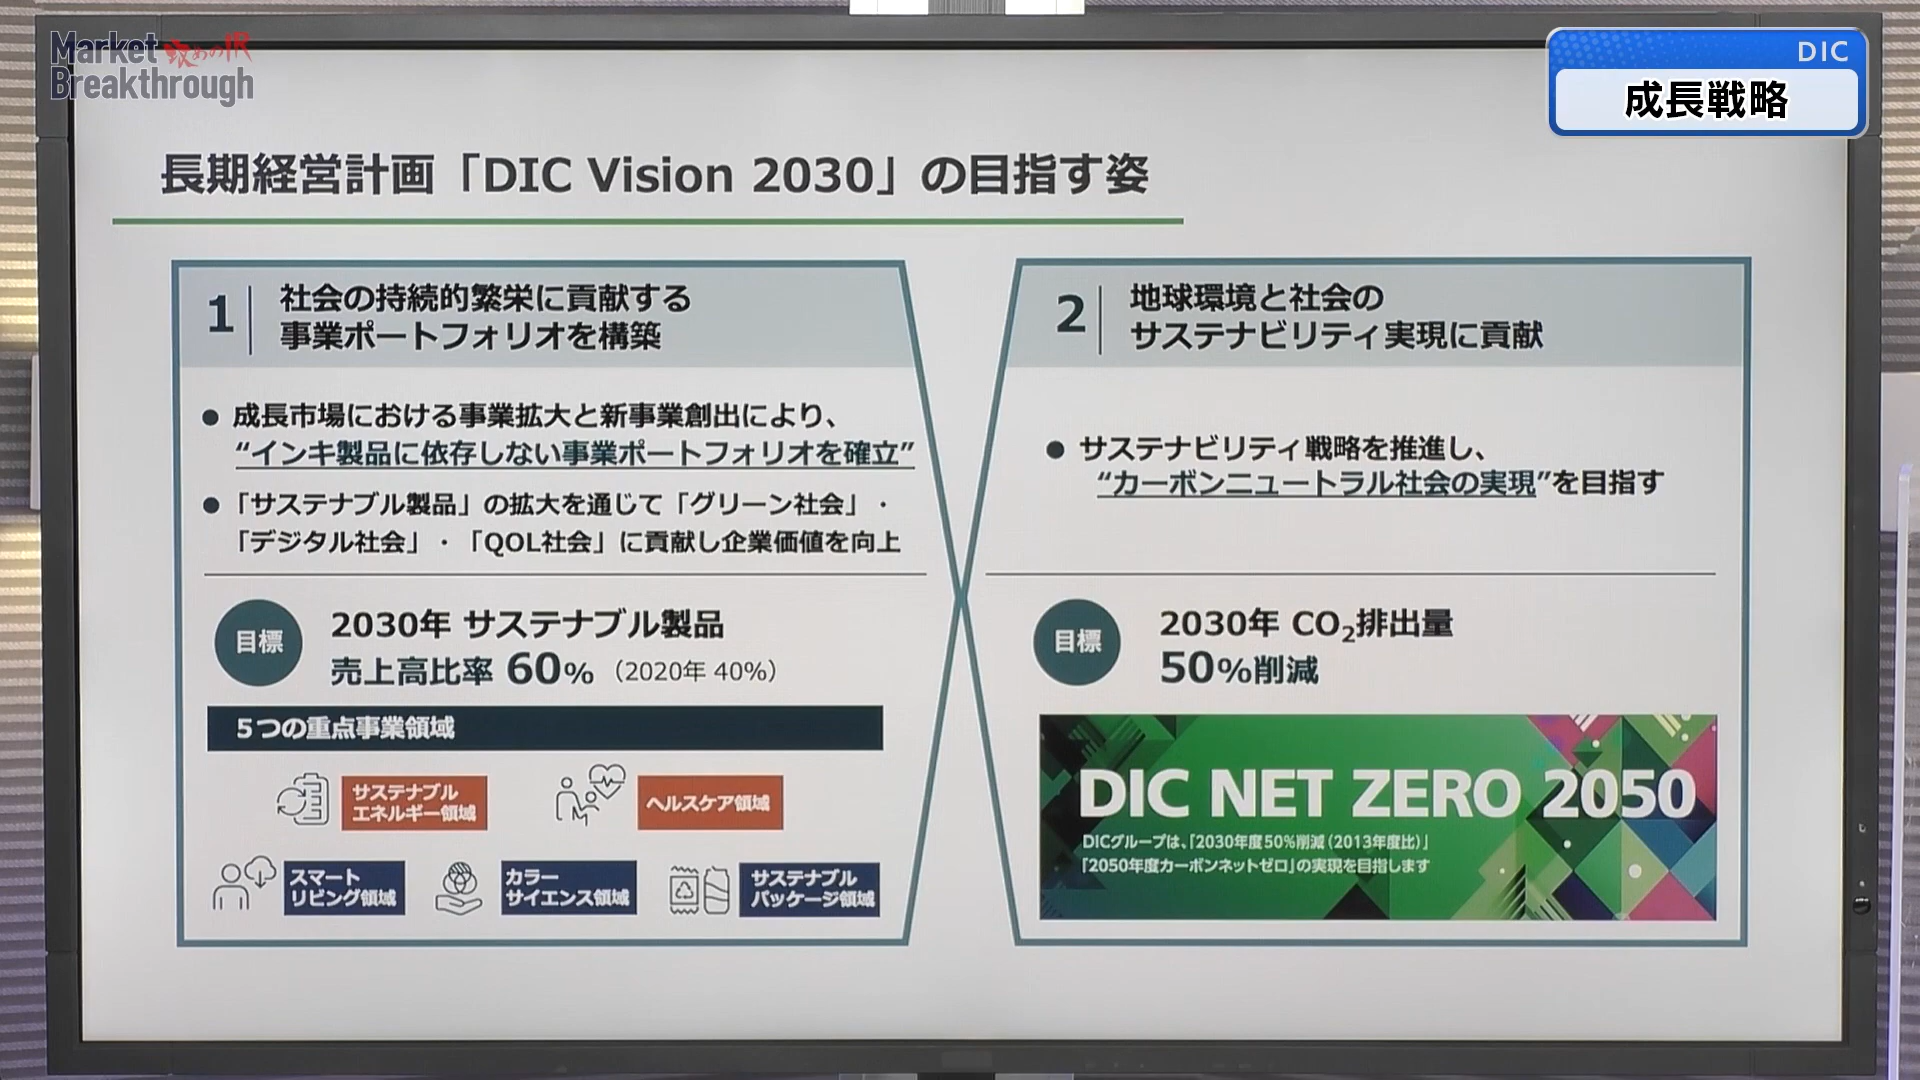 Market 攻めのIR
Breakthrough
DIC
成長戦略
長期経営計画「DIC Vision 2030」の目指す姿
1
社会の持続的繁栄に貢献する
事業ポートフォリオを構築
● 成長市場における事業拡大と新事業創出により、
“インキ製品に依存しない事業ポートフォリオを確立”
● 「サステナブル製品」の拡大を通じて「グリーン社会」・
「デジタル社会」・「QOL社会」に貢献し企業価値を向上
目標
2030年 サステナブル製品
売上高比率 60% （2020年 40%）
5つの重点事業領域
サステナブル
エネルギー領域
ヘルスケア領域
スマート
リビング領域
カラー
サイエンス領域
サステナブル
パッケージ領域
2
地球環境と社会の
サステナビリティ実現に貢献
● サステナビリティ戦略を推進し、
“カーボンニュートラル社会の実現”を目指す
目標
2030年 CO₂排出量
50%削減
DIC NET ZERO 2050
DICグループは、「2030年度50%削減（2013年度比）」
「2050年度カーボンネットゼロ」の実現を目指します